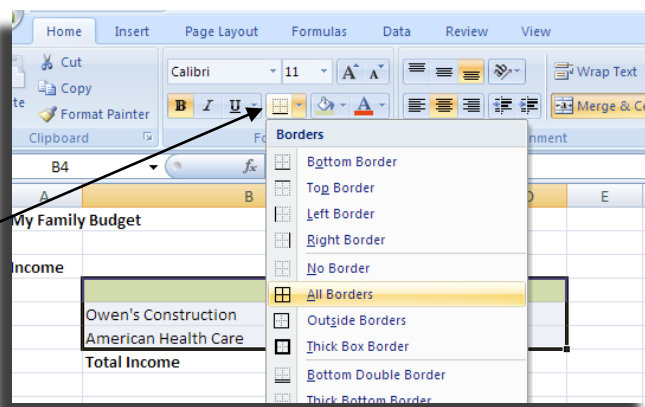 Home Insert Page Layout Formulas Data Review View
Cut
Copy
Format Painter
Clipboard
Calibri 11 A A
B I U A
Wrap Text
Merge &
B4 fx
A B E
My Family Budget
Income
Owen's Construction
American Health Care
Total Income
Borders
Bottom Border
Top Border
Left Border
Right Border
No Border
All Borders
Outside Borders
Thick Box Border
Bottom Double Border
Thick Bottom Border